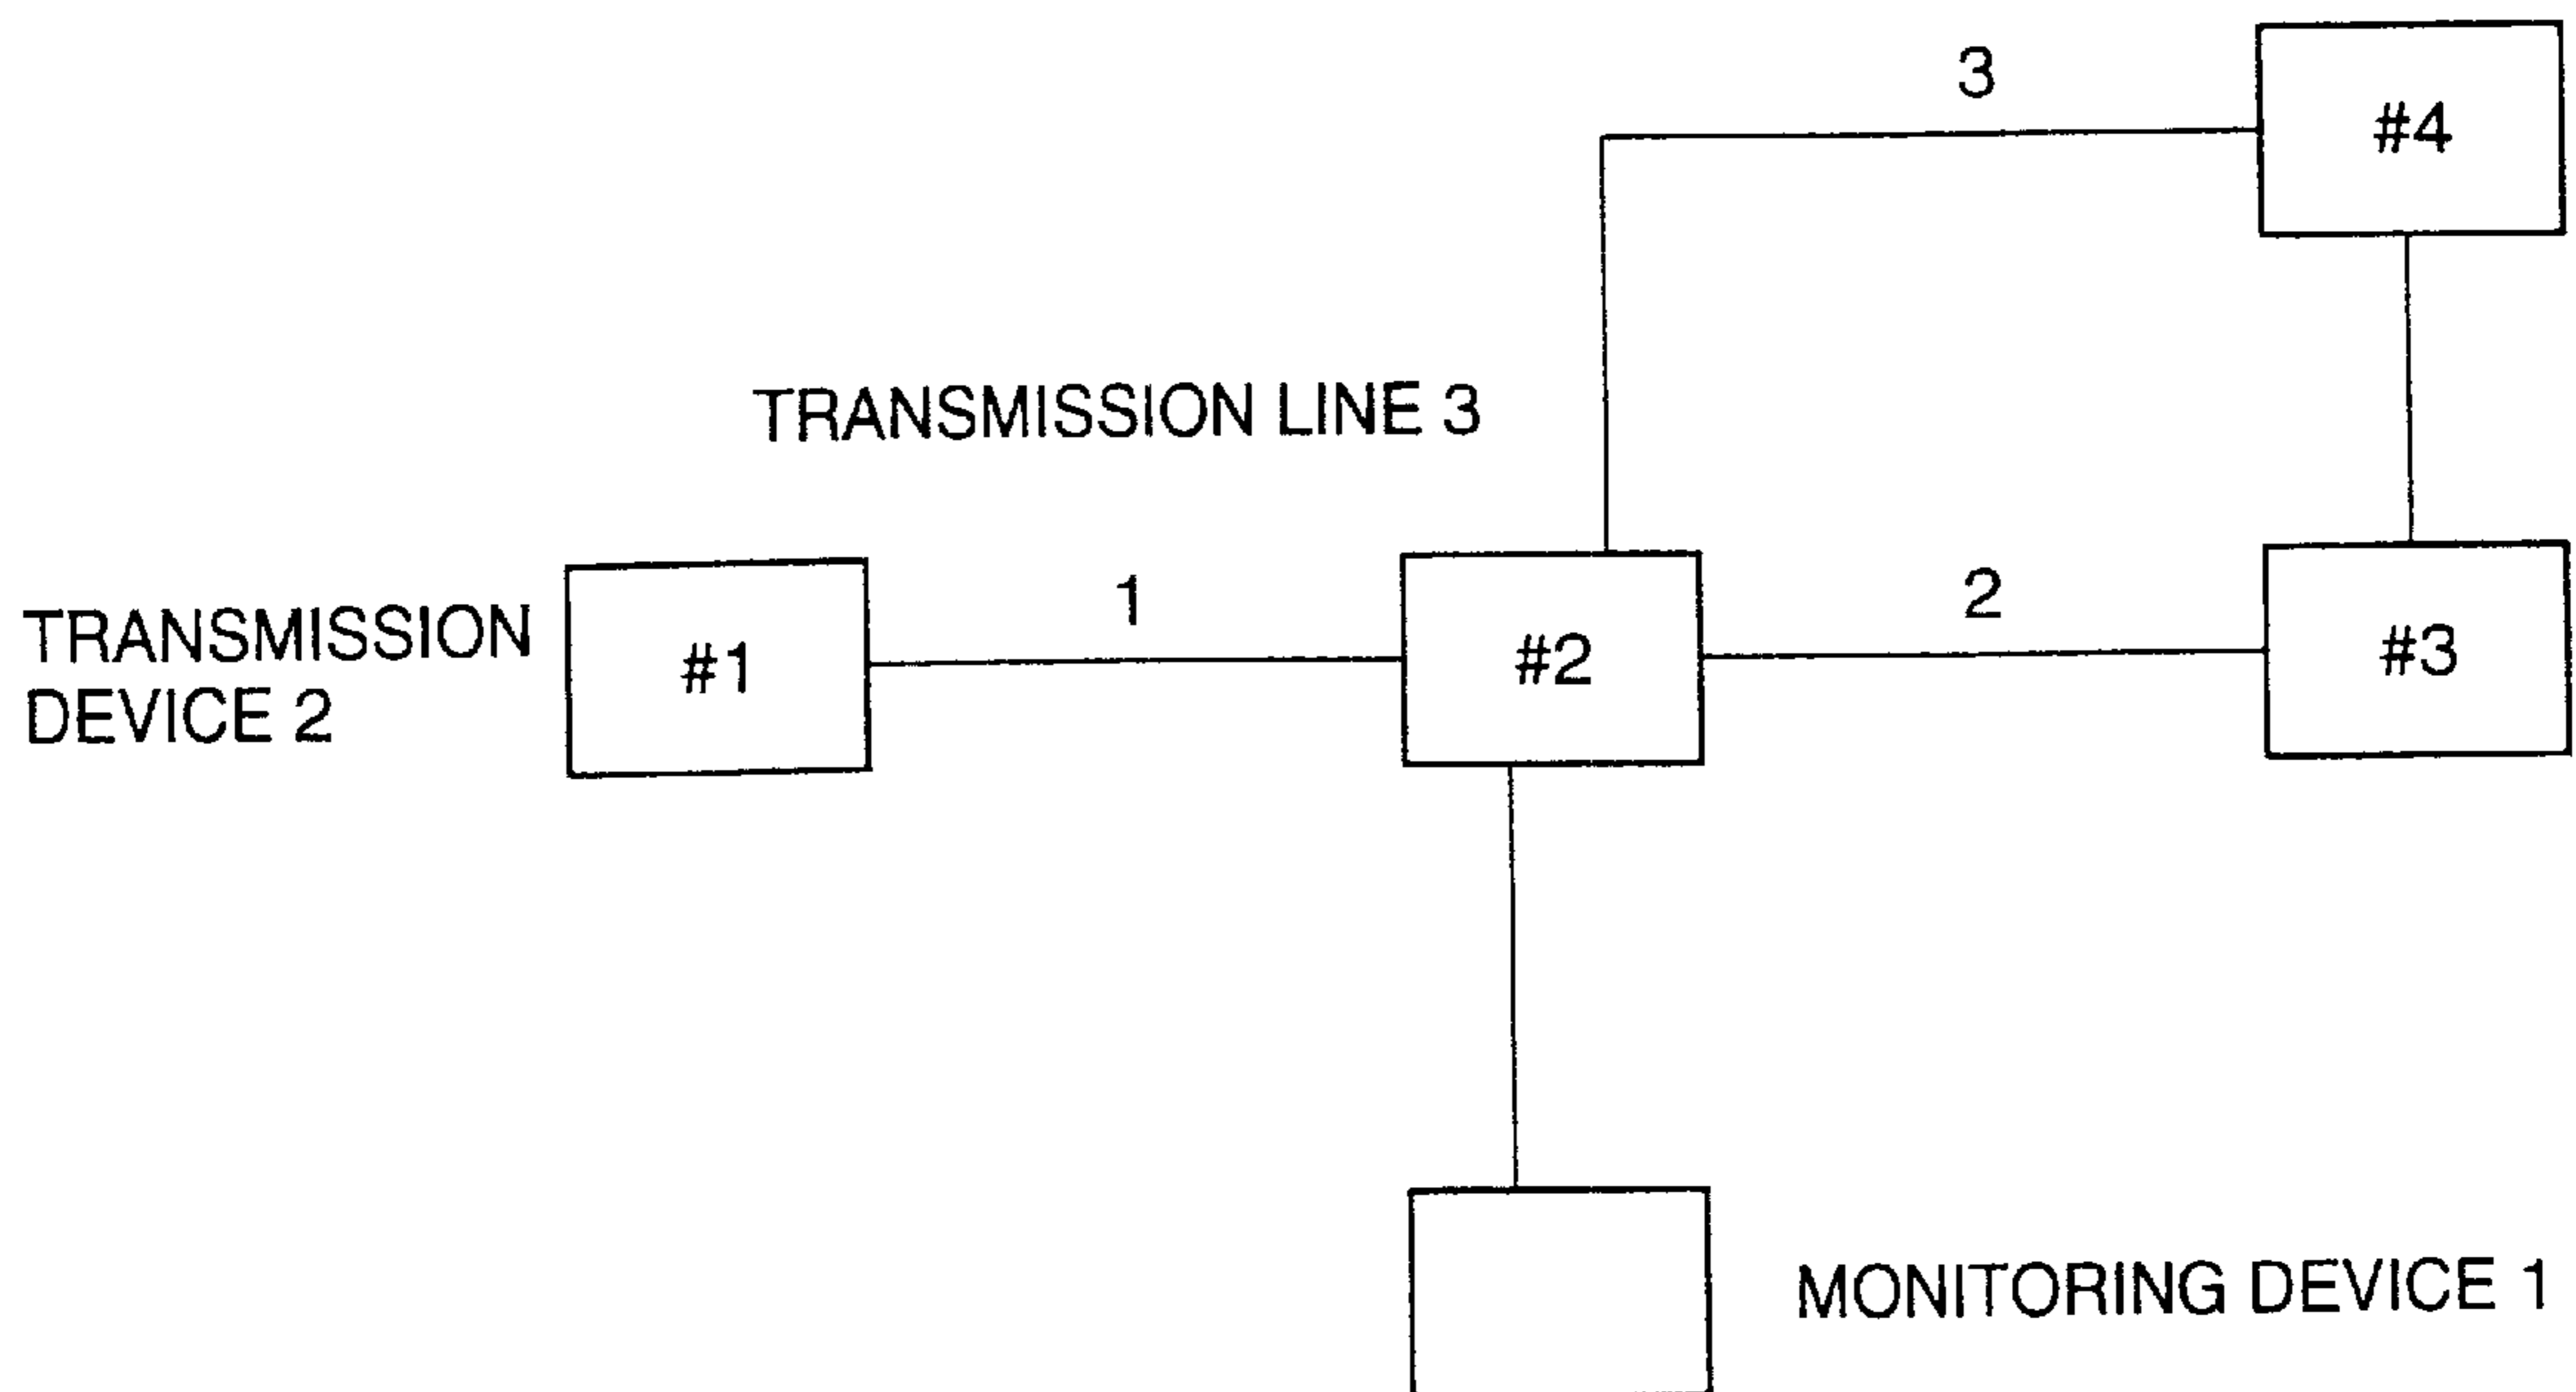 3
#4
TRANSMISSION LINE 3
1
2
TRANSMISSION
DEVICE 2
#1
#2
#3
MONITORING DEVICE 1